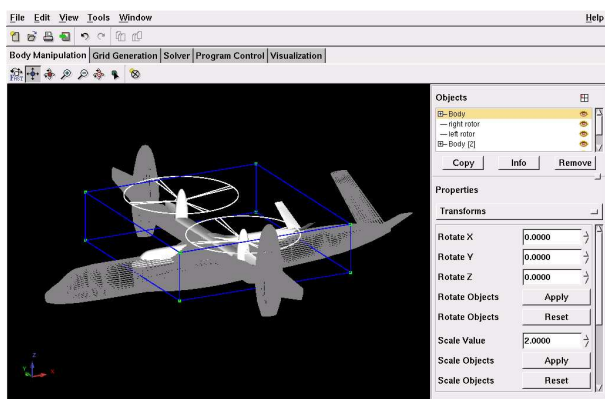 File Edit View Tools Window Help
Body Manipulation Grid Generation Solver Program Control Visualization
Objects
Body
right rotor
left rotor
Body [2]
Copy Info Remove
Properties
Transforms
Rotate X 0.0000
Rotate Y 0.0000
Rotate Z 0.0000
Rotate Objects Apply
Rotate Objects Reset
Scale Value 2.0000
Scale Objects Apply
Scale Objects Reset
Z
Y